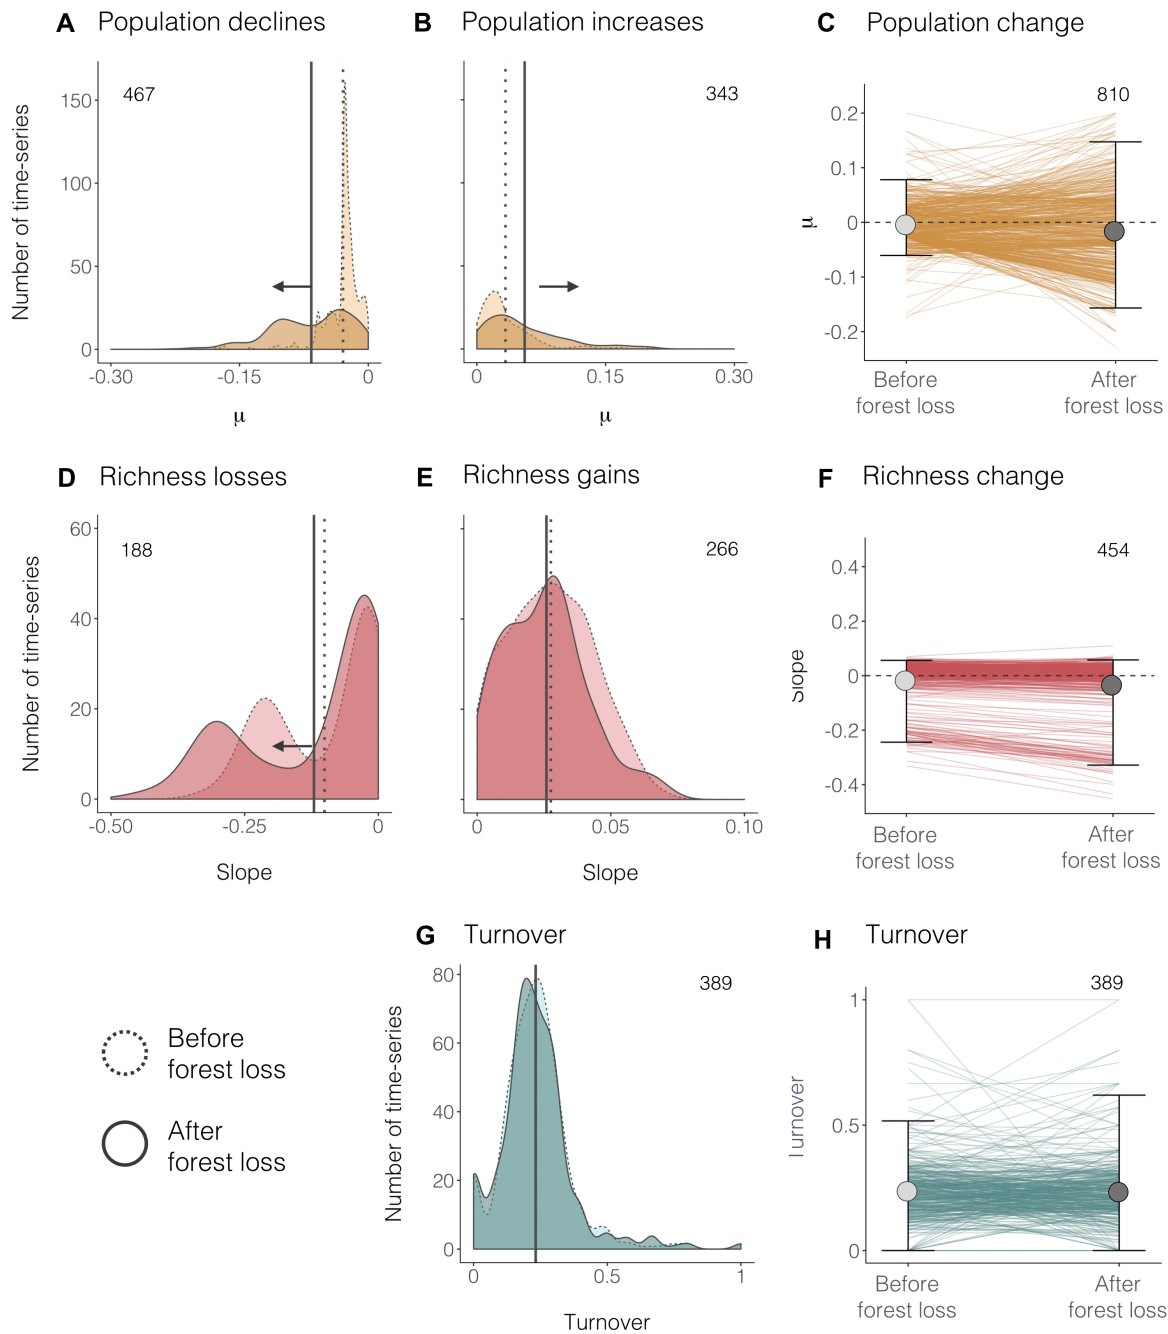 A Population declines
467
Number of time-series
150
100
50
0
-0.30 -0.15 0
μ
B Population increases
343
0 0.15 0.30
μ
C Population change
810
μ
0.2
0.1
0
-0.1
-0.2
Before
forest loss
After
forest loss
D Richness losses
188
Number of time-series
60
40
20
0
-0.50 -0.25 0
Slope
E Richness gains
266
0 0.05 0.10
Slope
F Richness change
454
Slope
0.4
0.2
0
-0.2
-0.4
Before
forest loss
After
forest loss
Before
forest loss
After
forest loss
G Turnover
389
Number of time-series
80
60
40
20
0
0 0.5 1
Turnover
H Turnover
389
Turnover
1
0.5
0
Before
forest loss
After
forest loss